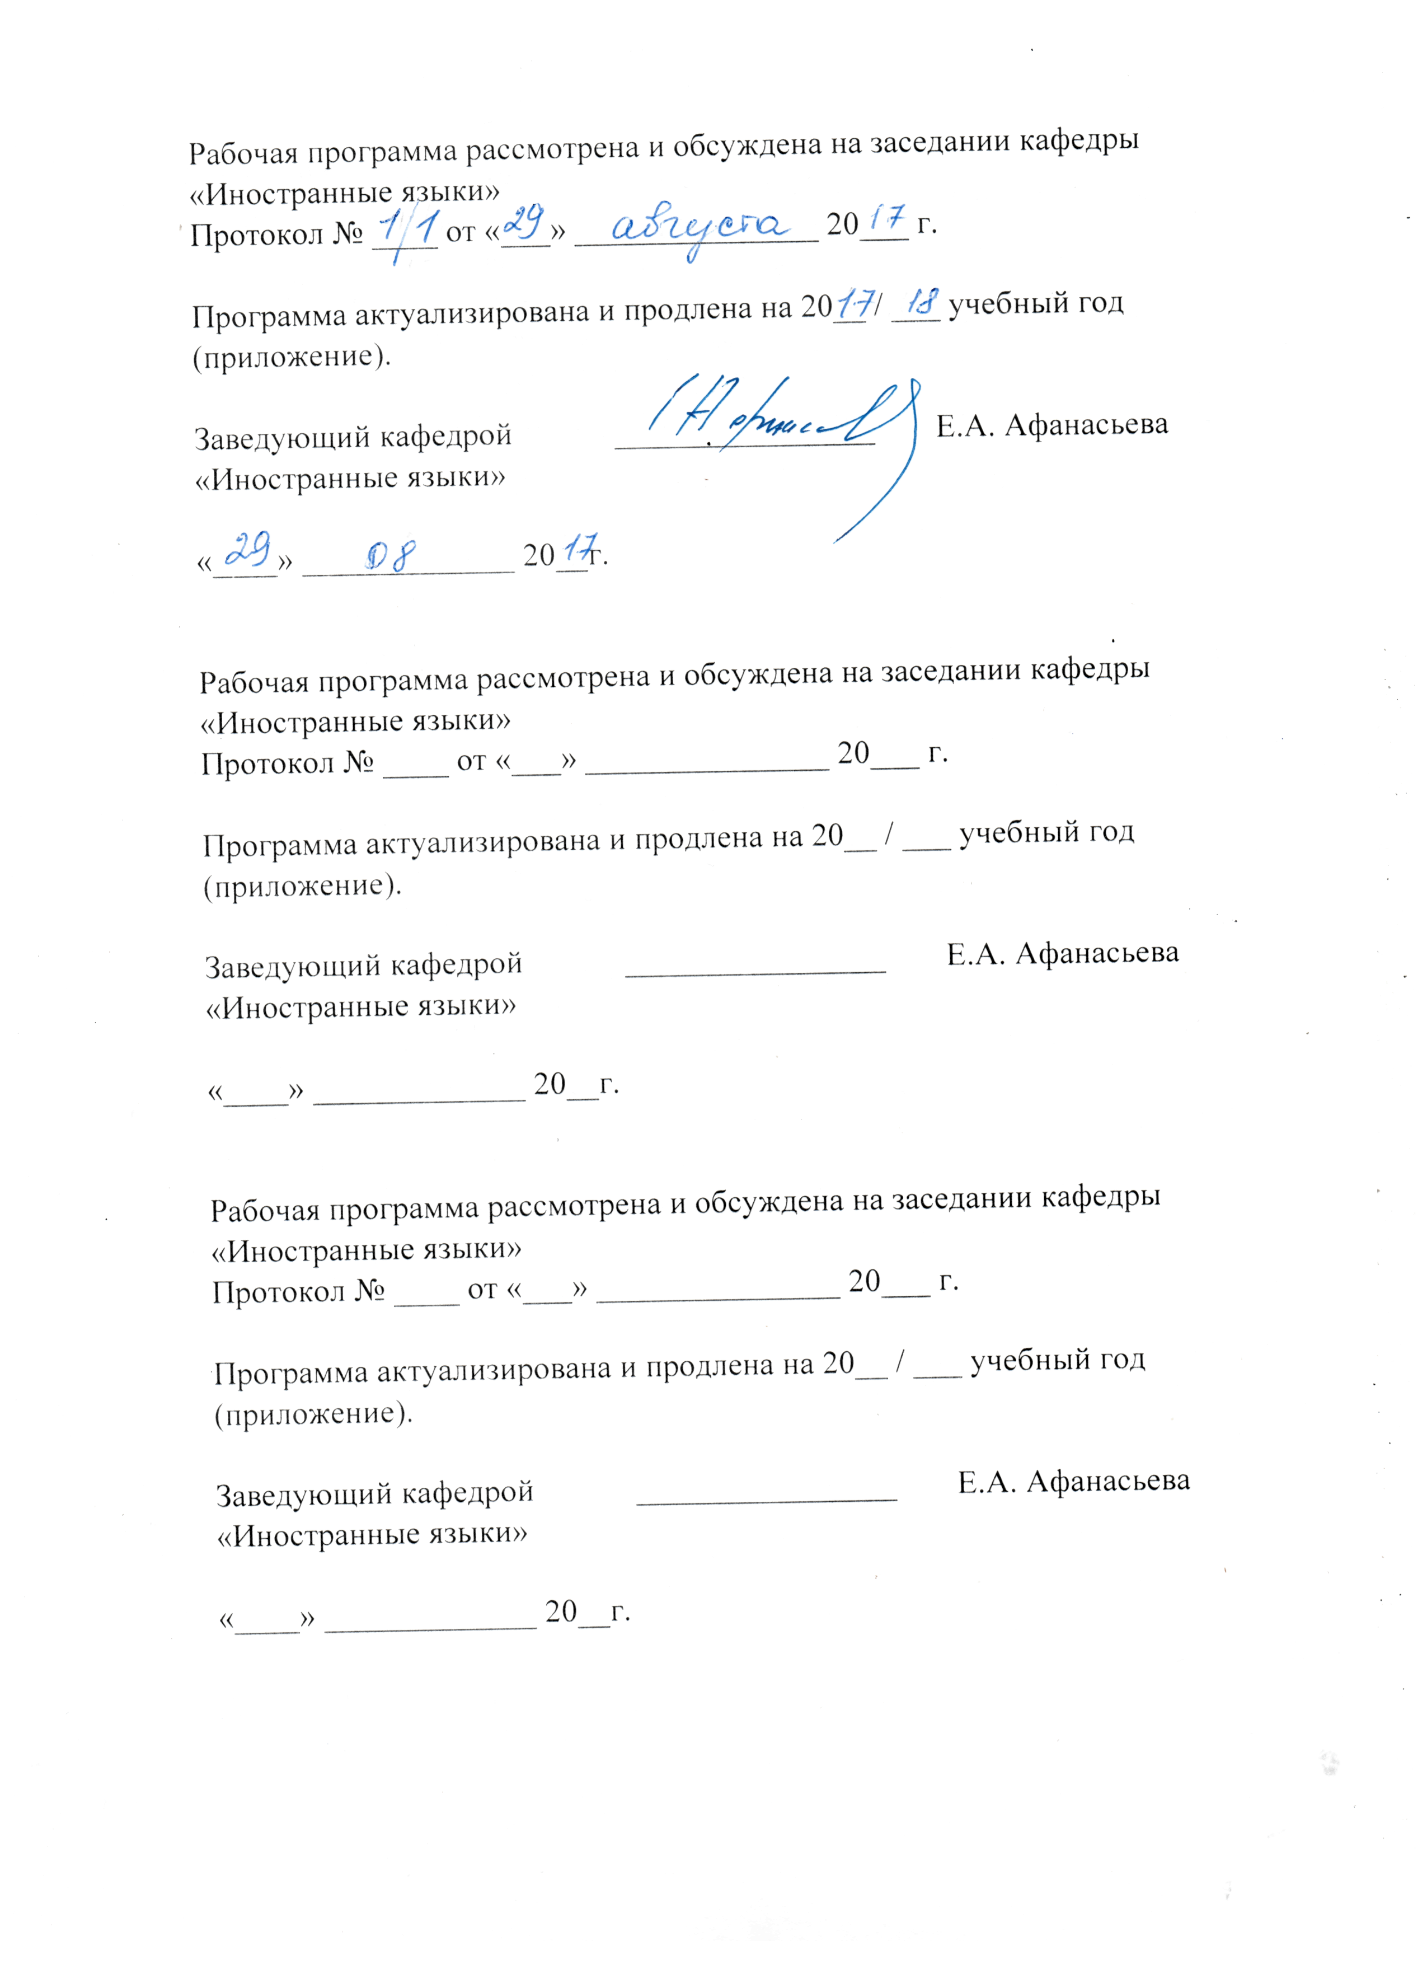 Рабочая программа рассмотрена и обсуждена на заседании кафедры
«Иностранные языки»
Протокол № 1/1 от «29» августа 2017 г.
Программа актуализирована и продлена на 2017/ 18 учебный год
(приложение).
Заведующий кафедрой Е.А. Афанасьева
«Иностранные языки»
«29» 08 2017г.
Рабочая программа рассмотрена и обсуждена на заседании кафедры
«Иностранные языки»
Протокол № ____ от «___» _______________ 20___ г.
Программа актуализирована и продлена на 20__ / ___ учебный год
(приложение).
Заведующий кафедрой ________________ Е.А. Афанасьева
«Иностранные языки»
«____» _____________ 20__г.
Рабочая программа рассмотрена и обсуждена на заседании кафедры
«Иностранные языки»
Протокол № ____ от «___» _______________ 20___ г.
Программа актуализирована и продлена на 20__ / ___ учебный год
(приложение).
Заведующий кафедрой ________________ Е.А. Афанасьева
«Иностранные языки»
«____» _____________ 20__г.